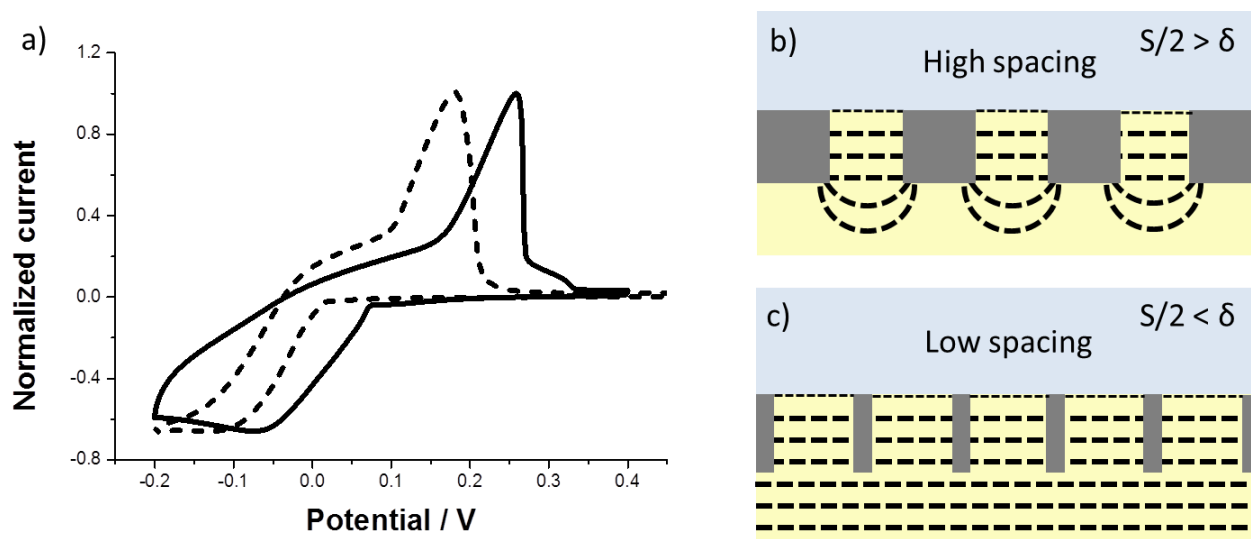 a)
1.2
0.8
0.4
0.0
-0.4
-0.8
Normalized current
-0.2 -0.1 0.0 0.1 0.2 0.3 0.4
Potential / V
b)
S/2 > δ
High spacing
c)
S/2 < δ
Low spacing